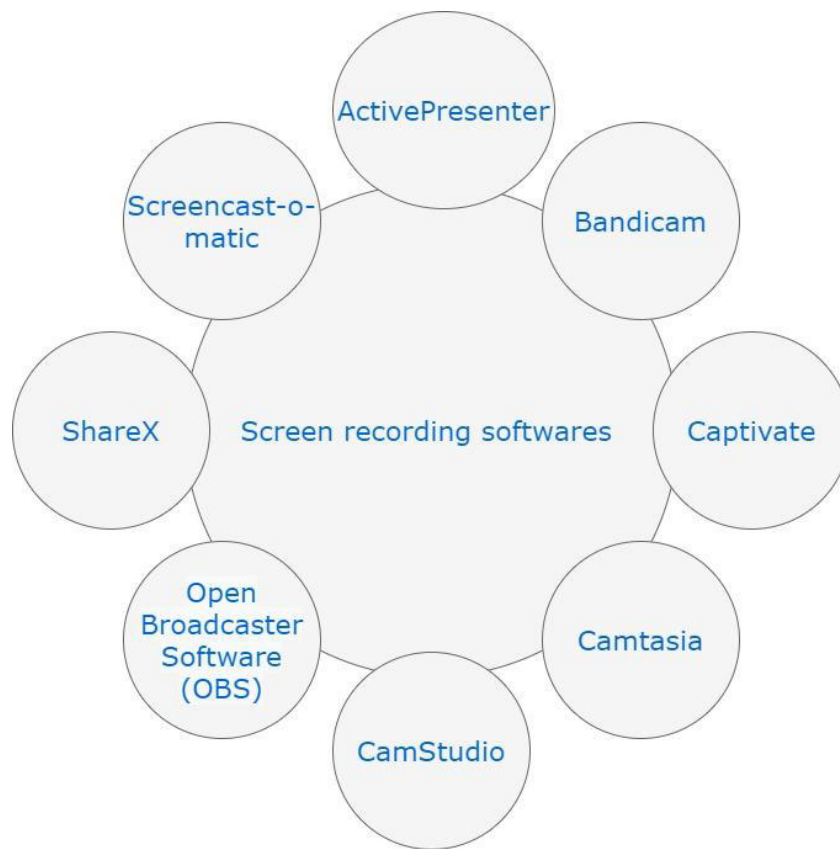 ActivePresenter
Screencast-o-
matic
Bandicam
ShareX
Screen recording softwares
Captivate
Open
Broadcaster
Software
(OBS)
Camtasia
CamStudio